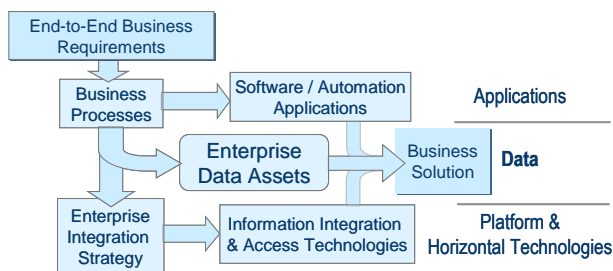 End-to-End Business
Requirements
Business
Processes
Software / Automation
Applications
Applications
Enterprise
Data Assets
Business
Solution
Data
Enterprise
Integration
Strategy
Information Integration
& Access Technologies
Platform &
Horizontal Technologies